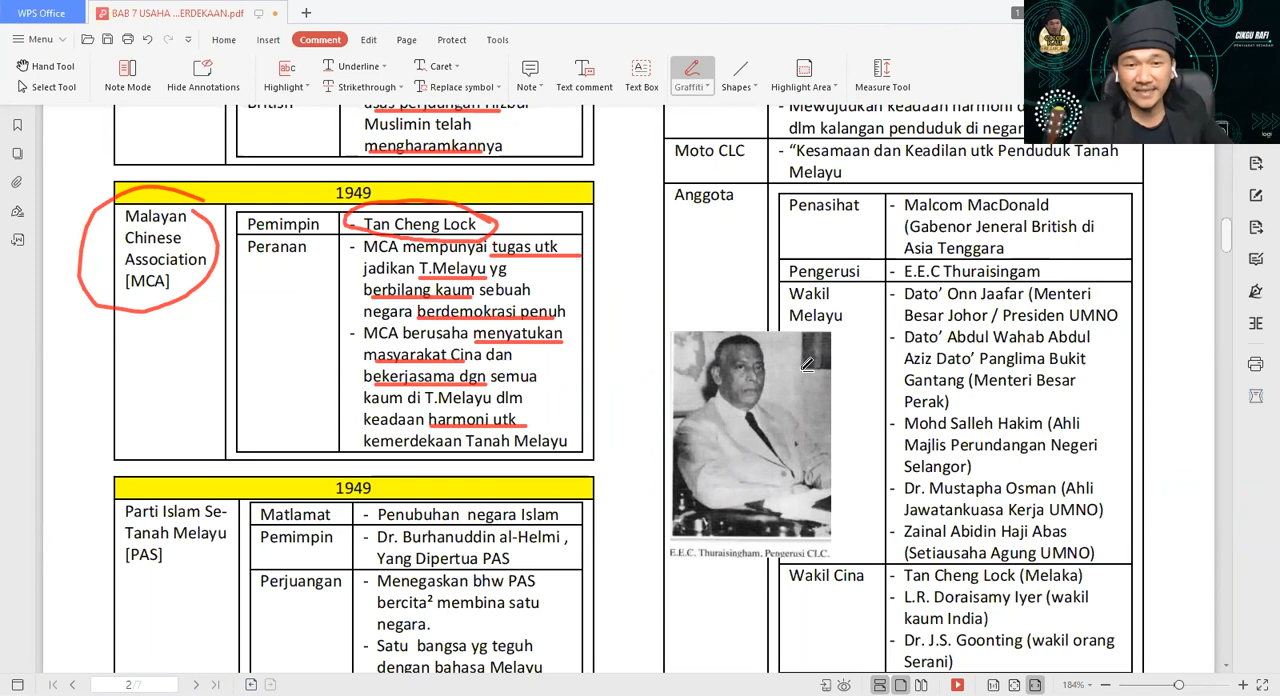 WPS Office
BAB 7 USAHA ...ERDEKAAN.pdf
1
Menu
Home
Insert
Comment
Edit
Page
Protect
Tools
Hand Tool
Select Tool
Note Mode
Hide Annotations
Highlight
Underline
Strikethrough
Caret
Replace symbol
Note
Text comment
Text Box
Graffiti
Shapes
Highlight Area
Measure Tool
CIKGU RAFI
logi
British
asas perjuangan Hizbul
Muslimin telah
mengharamkannya
1949
Malayan
Chinese
Association
[MCA]
Pemimpin
- Tan Cheng Lock
Peranan
- MCA mempunyai tugas utk
jadikan T.Melayu yg
berbilang kaum sebuah
negara berdemokrasi penuh
- MCA berusaha menyatukan
masyarakat Cina dan
bekerjasama dgn semua
kaum di T.Melayu dlm
keadaan harmoni utk
kemerdekaan Tanah Melayu
1949
Parti Islam Se-
Tanah Melayu
[PAS]
Matlamat
- Penubuhan negara Islam
Pemimpin
- Dr. Burhanuddin al-Helmi ,
Yang Dipertua PAS
Perjuangan
- Menegaskan bhw PAS
bercita² membina satu
negara.
- Satu bangsa yg teguh
dengan bahasa Melayu
- Mewujudkan keadaan harmoni d
dlm kalangan penduduk di negar
Moto CLC
- “Kesamaan dan Keadilan utk Penduduk Tanah
Melayu
Anggota
Penasihat
- Malcom MacDonald
(Gabenor Jeneral British di
Asia Tenggara
Pengerusi
- E.E.C Thuraisingam
Wakil
Melayu
- Dato’ Onn Jaafar (Menteri
Besar Johor / Presiden UMNO
- Dato’ Abdul Wahab Abdul
Aziz Dato’ Panglima Bukit
Gantang (Menteri Besar
Perak)
- Mohd Salleh Hakim (Ahli
Majlis Perundangan Negeri
Selangor)
- Dr. Mustapha Osman (Ahli
Jawatankuasa Kerja UMNO)
- Zainal Abidin Haji Abas
(Setiausaha Agung UMNO)
E.E.C. Thuraisingham, Pengerusi CLC.
Wakil Cina
- Tan Cheng Lock (Melaka)
- L.R. Doraisamy Iyer (wakil
kaum India)
- Dr. J.S. Goonting (wakil orang
Serani)
2/7
184%